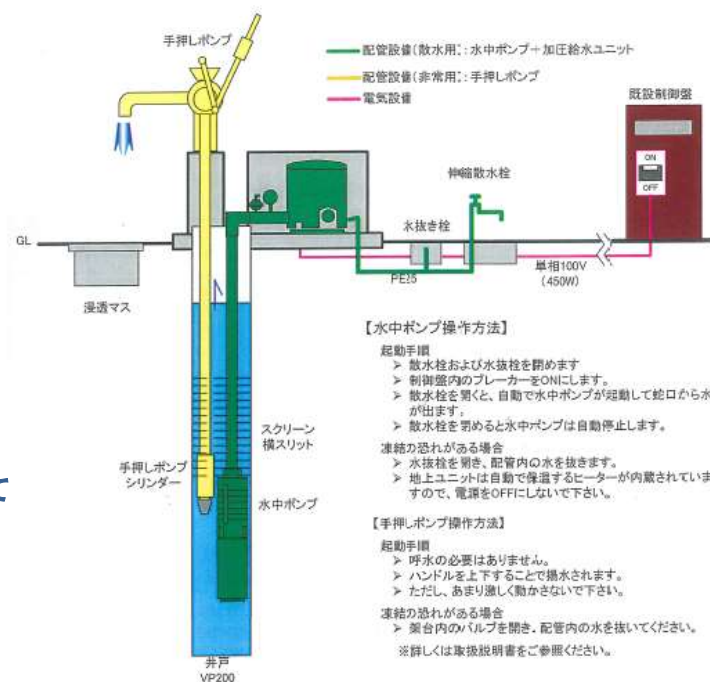 手押しポンプ
配管設備(散水用):水中ポンプ+加圧給水ユニット
配管設備(非常用):手押しポンプ
電気設備
既設制御盤
ON
OFF
伸縮散水栓
水抜き栓
GL
PE25
単相100V
(450W)
浸透マス
スクリーン
横スリット
手押しポンプ
シリンダー
水中ポンプ
井戸
VP200
て
【水中ポンプ操作方法】
起動手順
➤ 散水栓および水抜栓を閉めます
➤ 制御盤内のブレーカーをONにします。
➤ 散水栓を開くと、自動で水中ポンプが起動して蛇口から水
が出ます。
➤ 散水栓を閉めると水中ポンプは自動停止します。
凍結の恐れがある場合
➤ 水抜栓を開き、配管内の水を抜きます。
➤ 地上ユニットは自動で保温するヒーターが内蔵されていま
すので、電源をOFFにしないで下さい。
【手押しポンプ操作方法】
起動手順
➤ 呼水の必要はありません。
➤ ハンドルを上下することで揚水されます。
➤ ただし、あまり激しく動かさないで下さい。
凍結の恐れがある場合
➤ 架台内のバルブを開き、配管内の水を抜いてください。
※詳しくは取扱説明書をご参照ください。